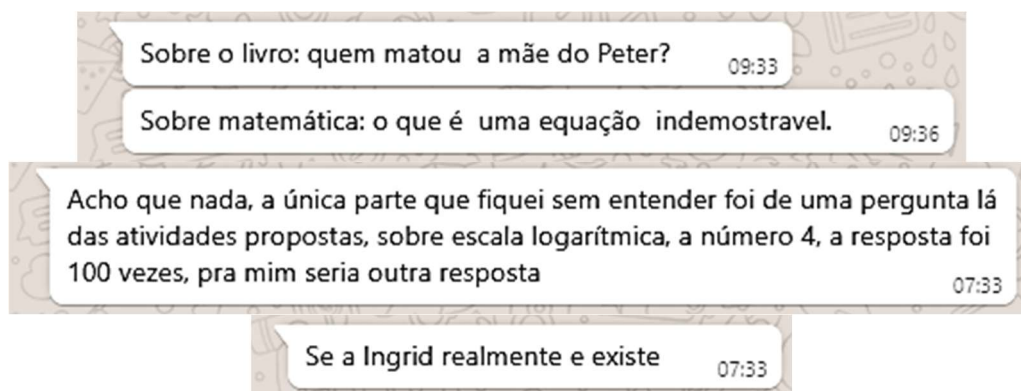 Sobre o livro: quem matou a mãe do Peter?
09:33
Sobre matemática: o que é uma equação indemostravel.
09:36
Acho que nada, a única parte que fiquei sem entender foi de uma pergunta lá
das atividades propostas, sobre escala logarítmica, a número 4, a resposta foi
100 vezes, pra mim seria outra resposta
07:33
Se a Ingrid realmente e existe
07:33